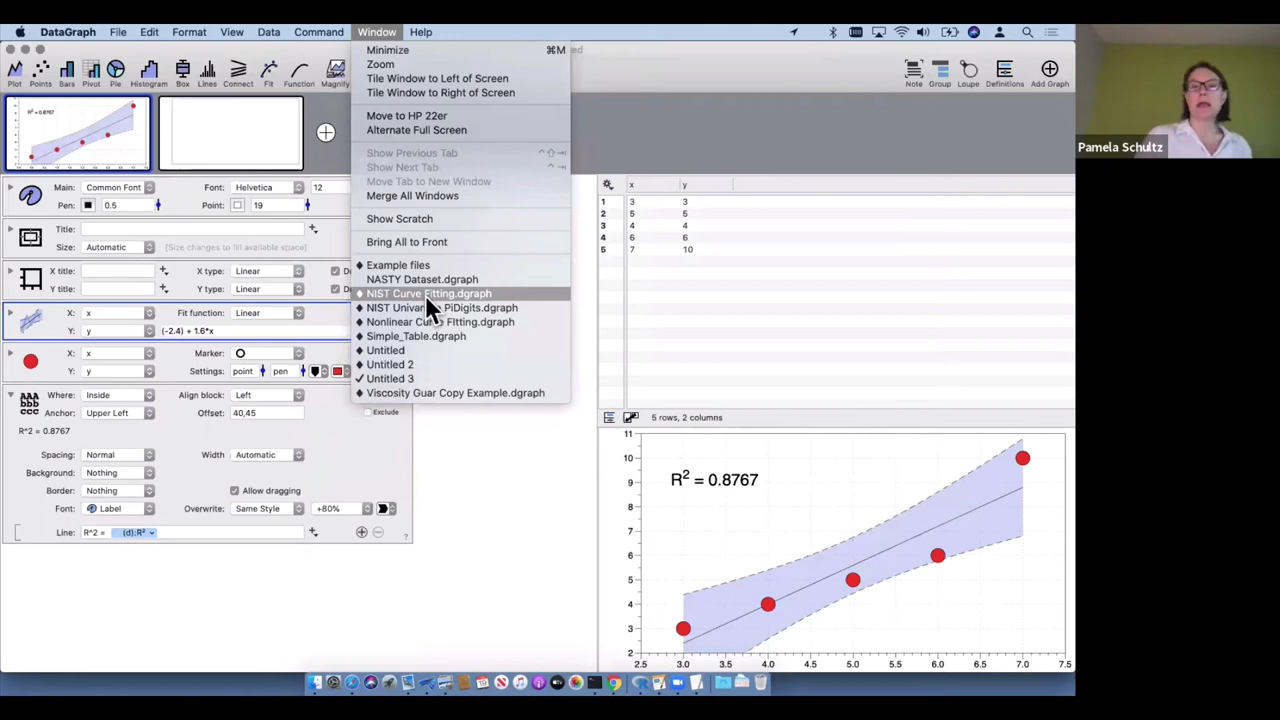 DataGraph File Edit Format View Data Command Window Help
Plot Points Bars Pivot Pie Histogram Box Lines Connect Fit Function Magnify
Note Group Loupe Definitions Add Graph
Minimize ⌘M
Zoom
Tile Window to Left of Screen
Tile Window to Right of Screen
Move to HP 22er
Alternate Full Screen
Show Previous Tab
Show Next Tab
Move Tab to New Window
Merge All Windows
Show Scratch
Bring All to Front
Example files
NASTY Dataset.dgraph
NIST Curve Fitting.dgraph
NIST PiDigits.dgraph
Nonlinear FItting.dgraph
Simple_Table.dgraph
Untitled
Untitled 2
✓ Untitled 3
Viscosity Guar Copy Example.dgraph
Main: Common Font Font: Helvetica 12
Pen: 0.5 Point: 19
Title:
Size: Automatic (Size changes to fill available space)
X title: X type: Linear
Y title: Y type: Linear
X: x Fit function: Linear
Y: y (-2.4) + 1.6*x
X: x Marker:
Y: y Settings: point pen
Exclude
aaa
bbb
ccc
Where: Inside Align block: Left
Anchor: Upper Left Offset: 40,45
R^2 = 0.8767
Spacing: Normal Width Automatic
Background: Nothing
Border: Nothing Allow dragging
Font: Label Overwrite: Same Style +80%
Line: R^2 = (d):R²
x y
1 3 3
2 5 5
3 4 4
4 6 6
5 7 10
5 rows, 2 columns
R² = 0.8767
11
10
9
8
7
6
5
4
3
2
2.5 3.0 3.5 4.0 4.5 5.0 5.5 6.0 6.5 7.0 7.5
Pamela Schultz